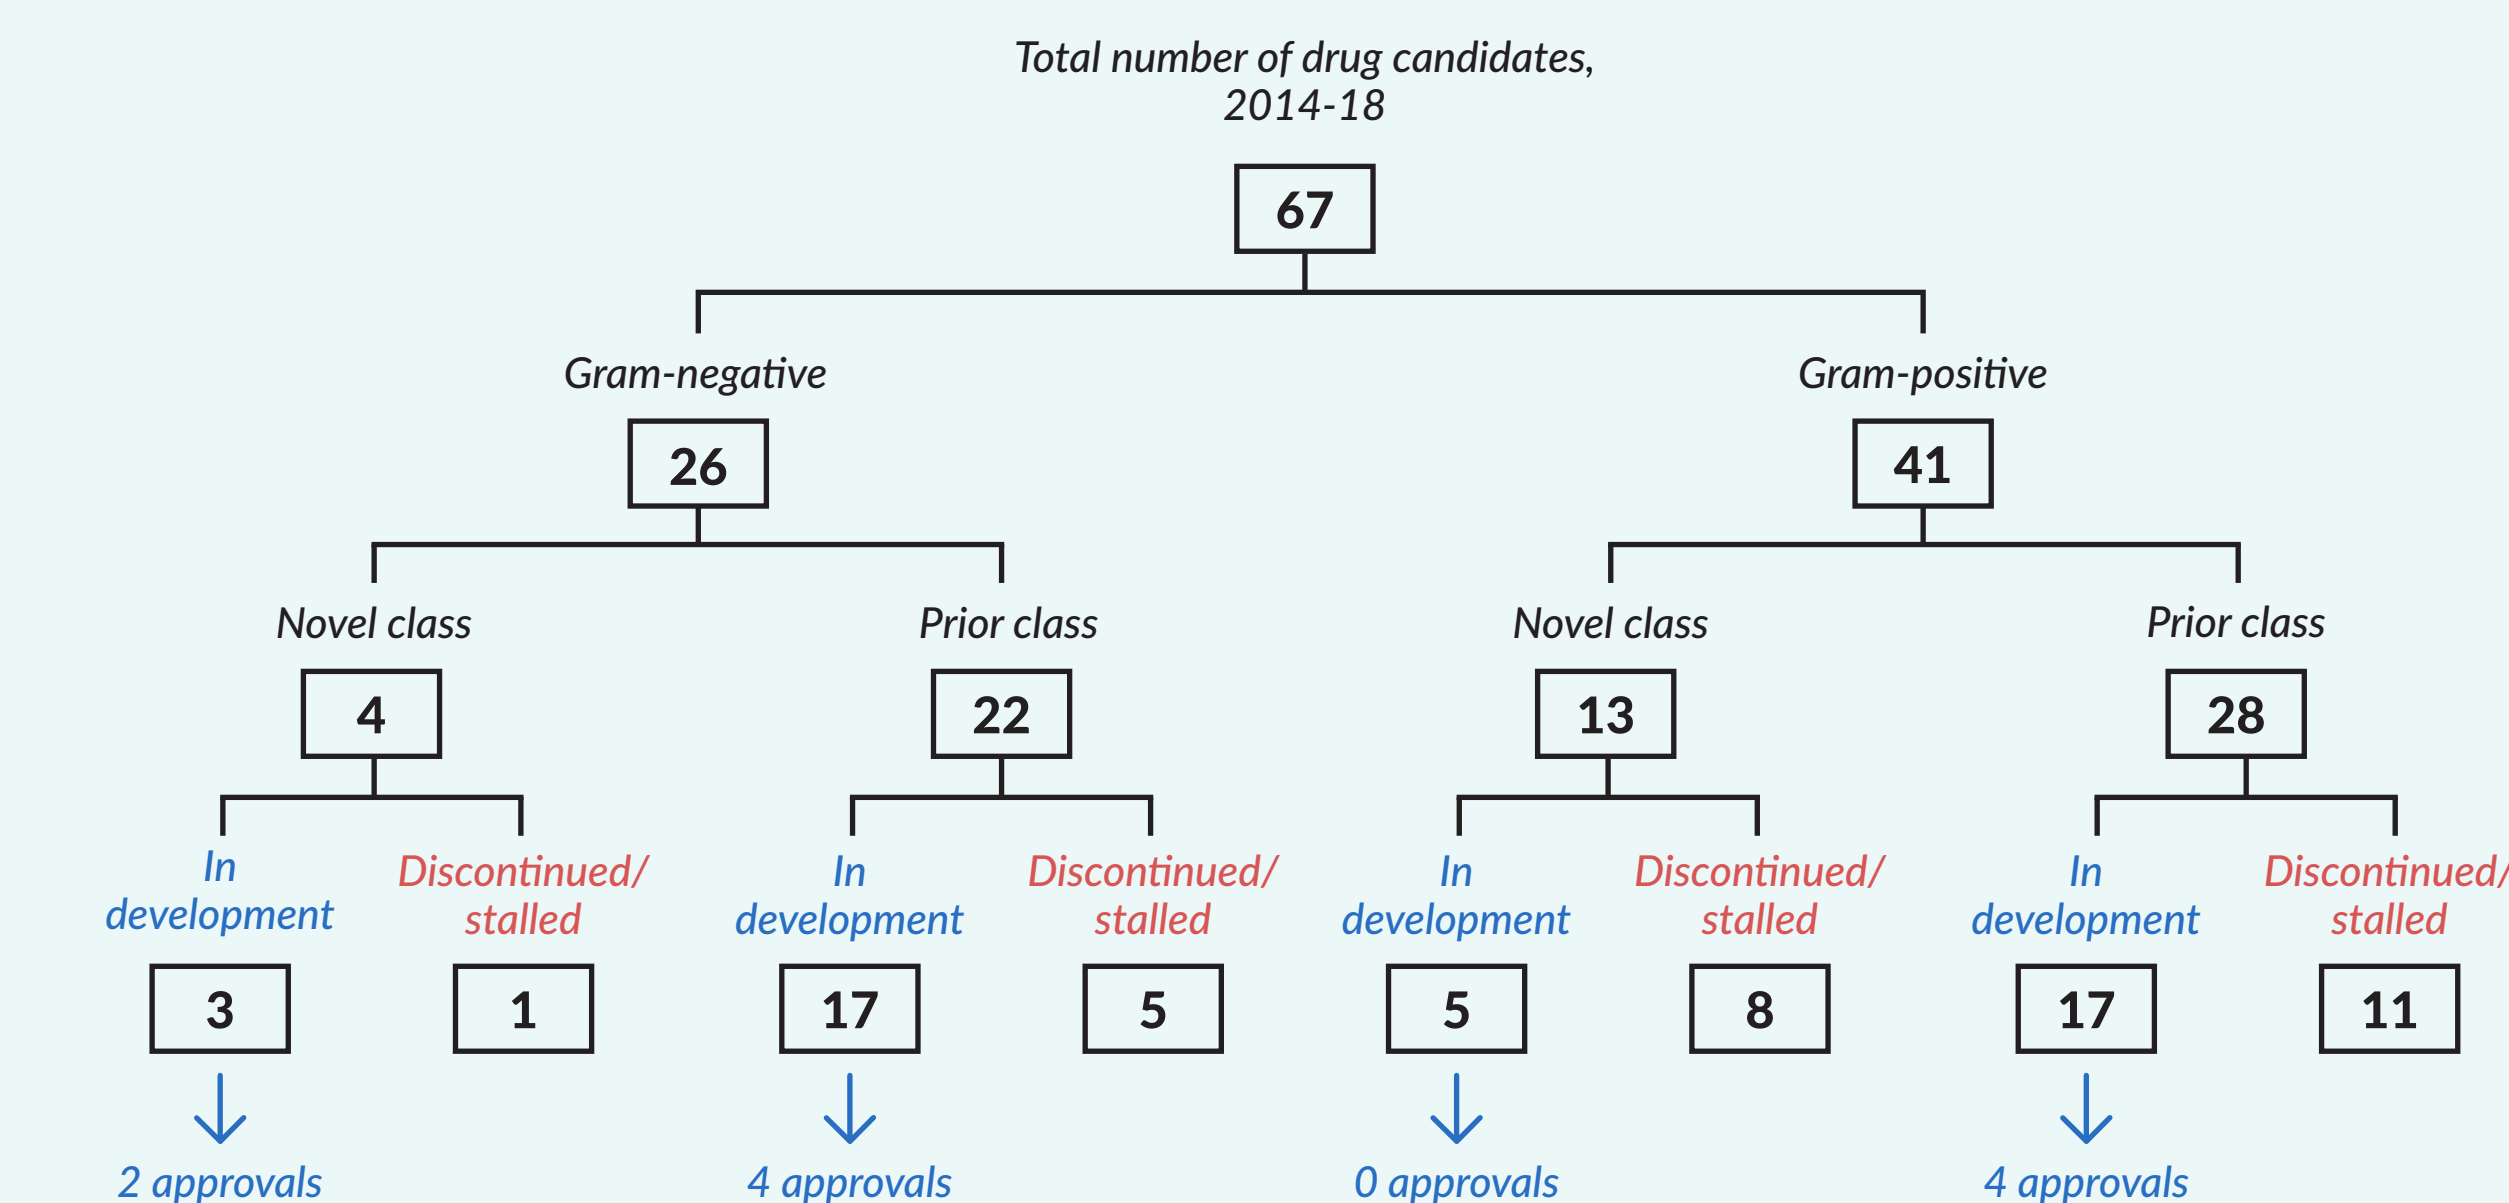 Total number of drug candidates,
2014-18
67
Gram-negative
Gram-positive
26
41
Novel class
Prior class
Novel class
Prior class
4
22
13
28
In
development
Discontinued/
stalled
In
development
Discontinued/
stalled
In
development
Discontinued/
stalled
In
development
Discontinued/
stalled
3
1
17
5
5
8
17
11
2 approvals
4 approvals
0 approvals
4 approvals